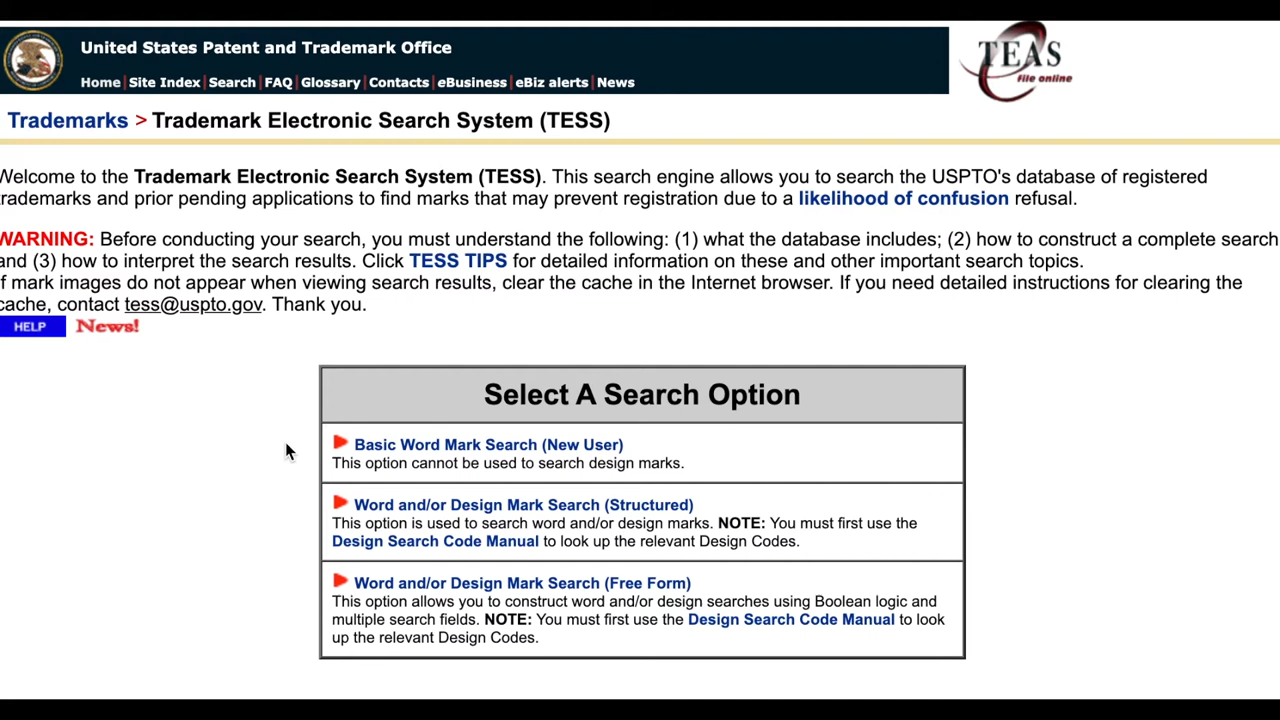 United States Patent and Trademark Office
Home|Site Index|Search|FAQ|Glossary|Contacts|eBusiness|eBiz alerts|News
TEAS
file online
Trademarks > Trademark Electronic Search System (TESS)
Welcome to the Trademark Electronic Search System (TESS). This search engine allows you to search the USPTO's database of registered
trademarks and prior pending applications to find marks that may prevent registration due to a likelihood of confusion refusal.
WARNING: Before conducting your search, you must understand the following: (1) what the database includes; (2) how to construct a complete search
and (3) how to interpret the search results. Click TESS TIPS for detailed information on these and other important search topics.
If mark images do not appear when viewing search results, clear the cache in the Internet browser. If you need detailed instructions for clearing the
cache, contact tess@uspto.gov. Thank you.
HELP News!
Select A Search Option
Basic Word Mark Search (New User)
This option cannot be used to search design marks.
Word and/or Design Mark Search (Structured)
This option is used to search word and/or design marks. NOTE: You must first use the
Design Search Code Manual to look up the relevant Design Codes.
Word and/or Design Mark Search (Free Form)
This option allows you to construct word and/or design searches using Boolean logic and
multiple search fields. NOTE: You must first use the Design Search Code Manual to look
up the relevant Design Codes.